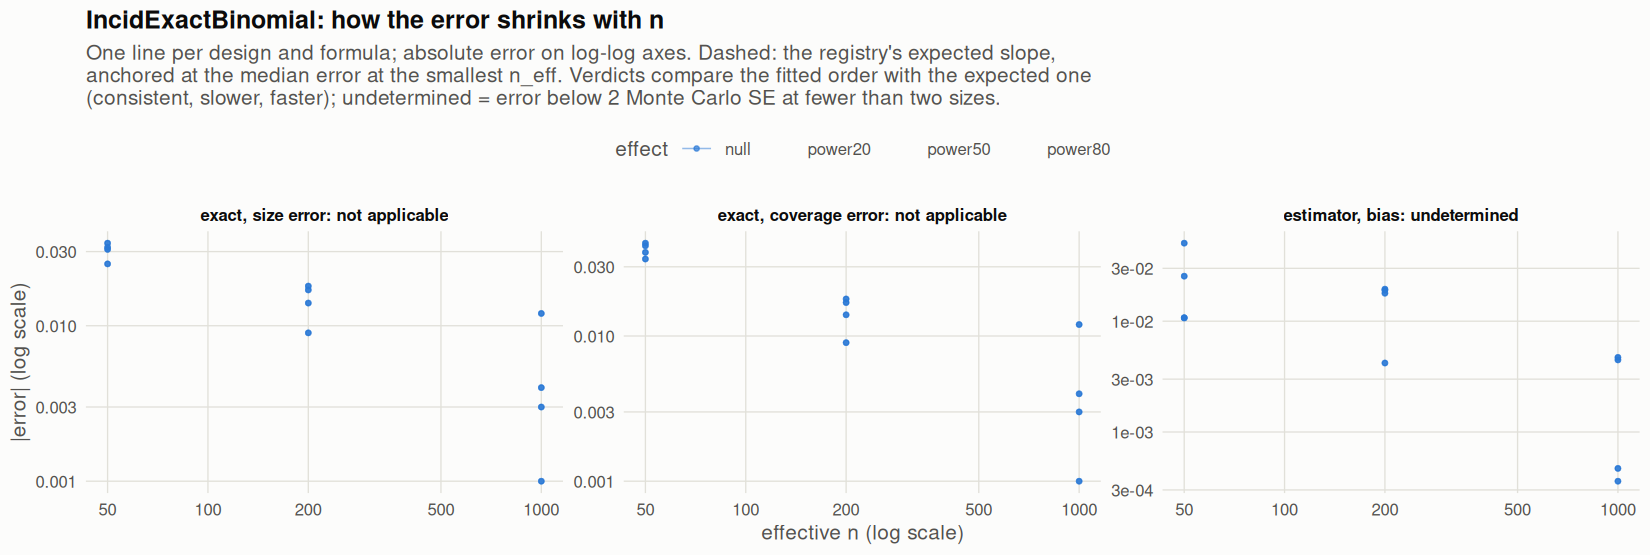 IncidExactBinomial: how the error shrinks with n
One line per design and formula; absolute error on log-log axes. Dashed: the registry's expected slope,
anchored at the median error at the smallest n_eff. Verdicts compare the fitted order with the expected one
(consistent, slower, faster); undetermined = error below 2 Monte Carlo SE at fewer than two sizes.
effect null power20 power50 power80
exact, size error: not applicable
exact, coverage error: not applicable
estimator, bias: undetermined
|error| (log scale)
0.030
0.010
0.003
0.001
50 100 200 500 1000
0.030
0.010
0.003
0.001
50 100 200 500 1000
3e-02
1e-02
3e-03
1e-03
3e-04
50 100 200 500 1000
effective n (log scale)